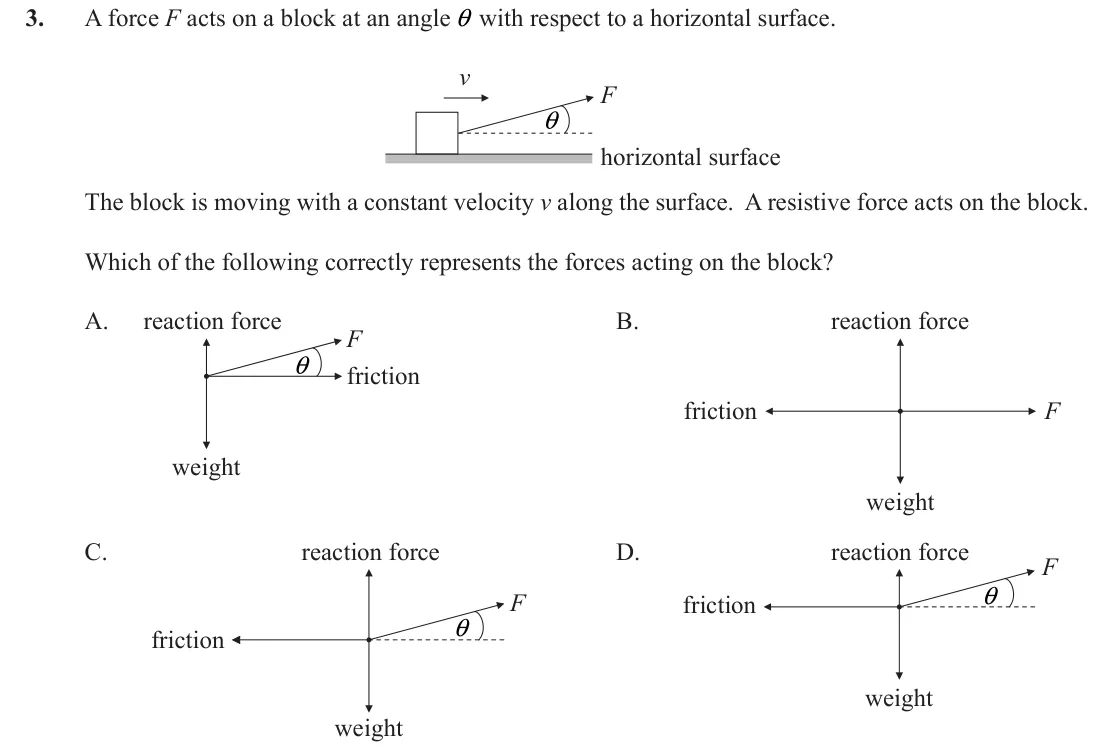 3. A force F acts on a block at an angle θ with respect to a horizontal surface.
v
F
θ
horizontal surface
The block is moving with a constant velocity v along the surface. A resistive force acts on the block.
Which of the following correctly represents the forces acting on the block?
A. reaction force
F
θ
friction
weight
B. reaction force
friction
F
weight
C. reaction force
F
θ
friction
weight
D. reaction force
F
θ
friction
weight